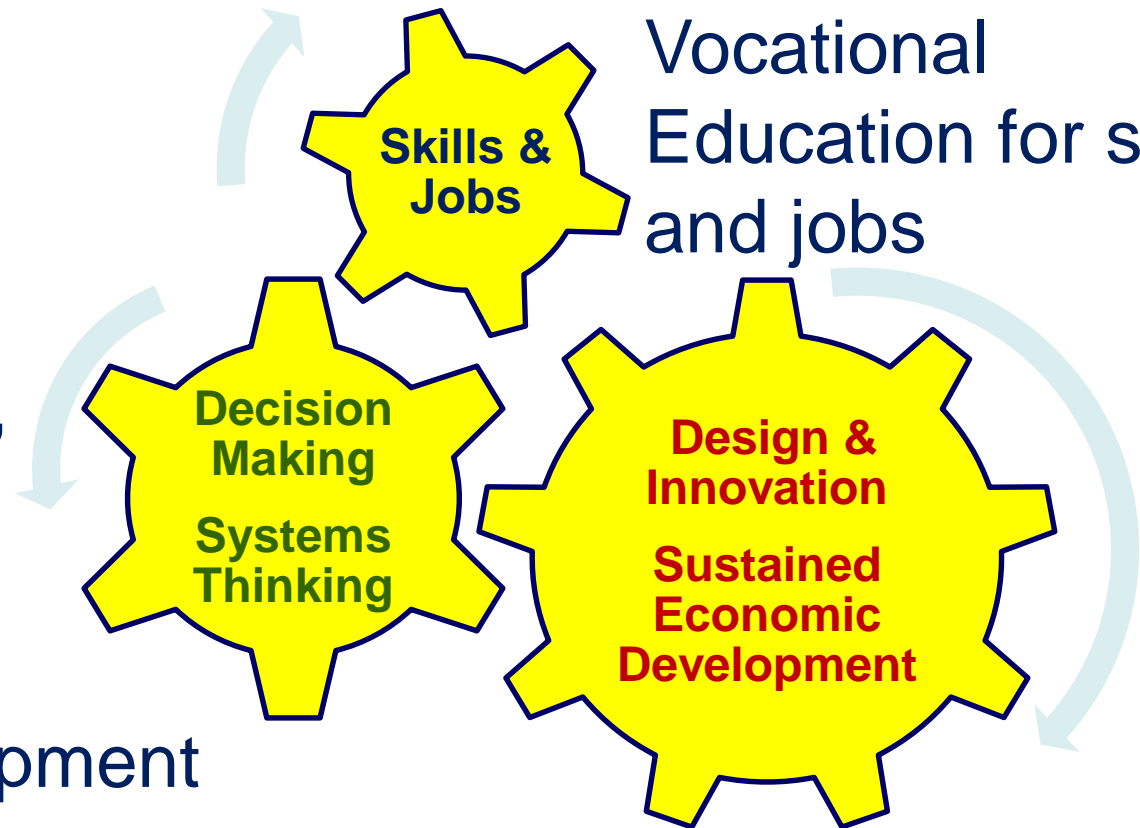 Vocational
Education for s
and jobs
Skills &
Jobs
Decision
Making
Systems
Thinking
,
Design &
Innovation
Sustained
Economic
Development
pment